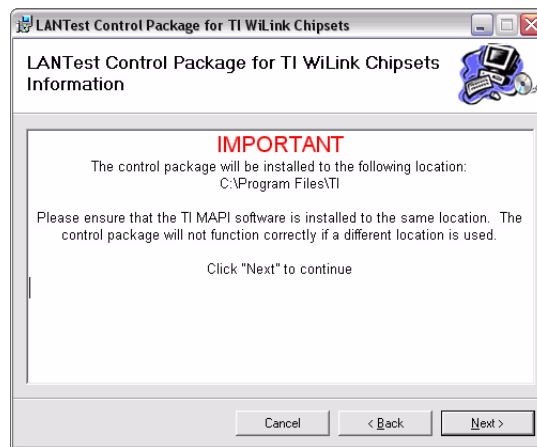 LANTest Control Package for TI WiLink Chipsets
LANTest Control Package for TI WiLink Chipsets
Information
IMPORTANT
The control package will be installed to the following location:
C:\Program Files\TI
Please ensure that the TI MAPI software is installed to the same location. The
control package will not function correctly if a different location is used.
Click "Next" to continue
Cancel
< Back
Next >